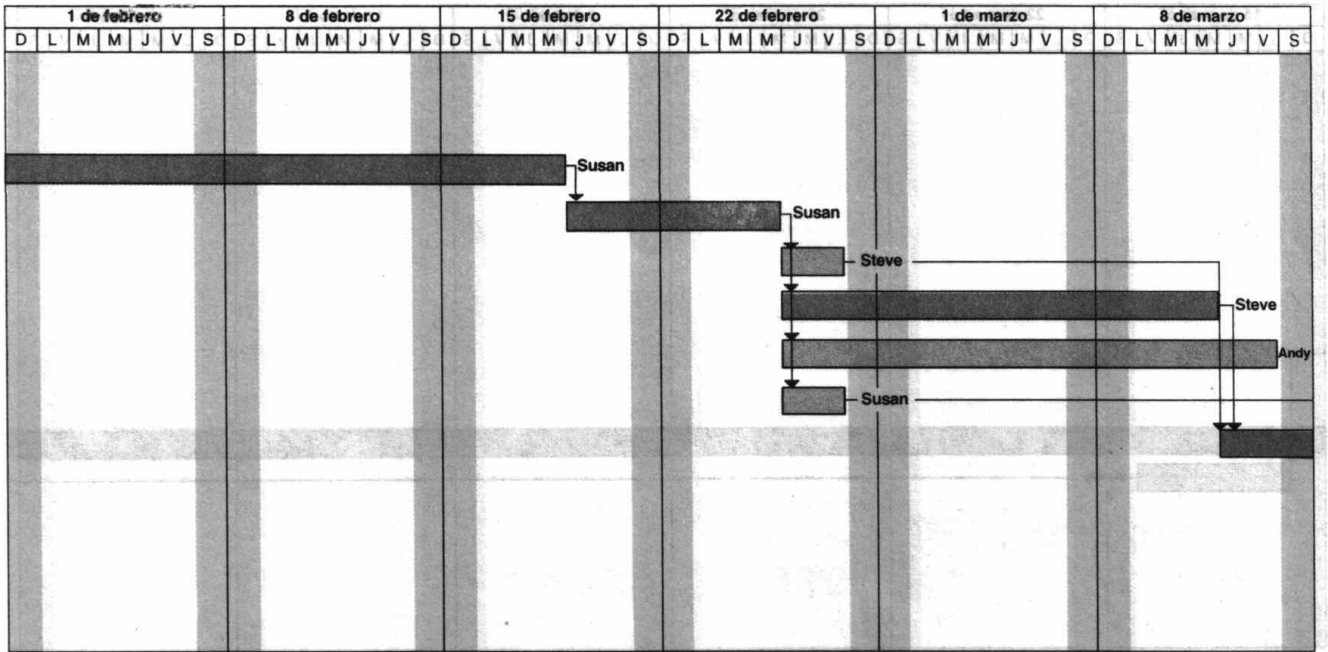 1 de febrero 8 de febrero 15 de febrero 22 de febrero 1 de marzo 8 de marzo
D L M M J V S D L M M J V S D L M M J V S D L M M J V S D L M M J V S D L M M J V S
Susan
Susan
Steve
Steve
Andy
Susan